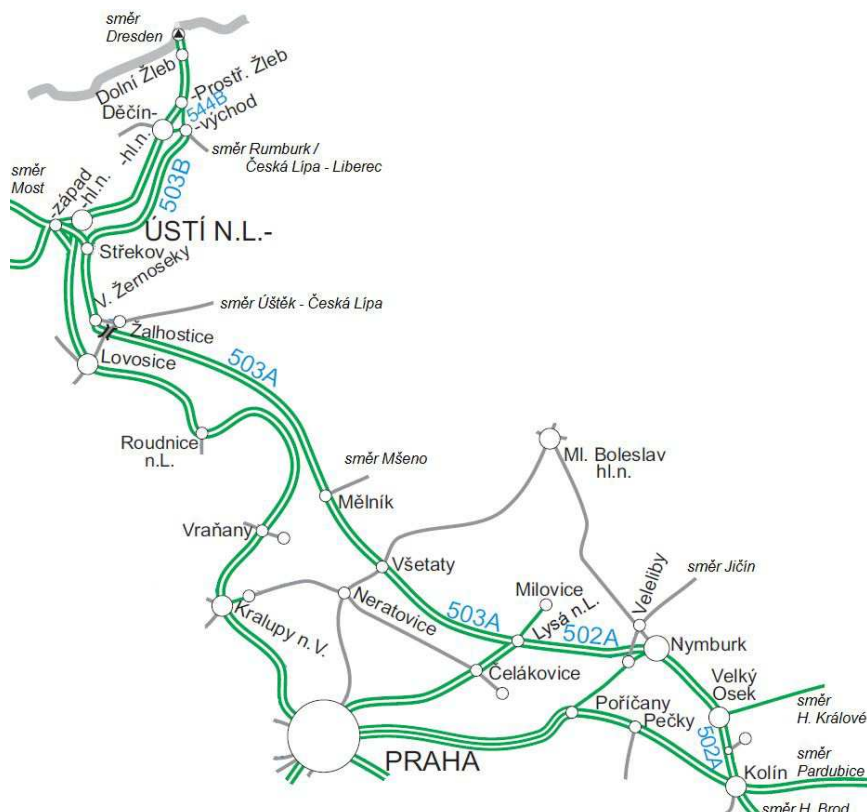 směr
Dresden
Dolní Žleb
-Prostř. Žleb
544B
Děčín-
-východ
-hl.n.
směr Rumburk /
Česká Lípa - Liberec
směr
Most
503B
-západ
-hl.n.
ÚSTÍ N.L.-
Střekov
V. Žernoseky
směr Úštěk - Česká Lípa
Žalhostice
Lovosice
503A
Roudnice
n.L.
Ml. Boleslav
hl.n.
směr Mšeno
Mělník
Vraňany
Všetaty
Milovice
Veleliby
směr Jičín
Neratovice
503A
Lysá n.L.
502A
Kralupy n. V.
Nymburk
Čelákovice
Velký
Osek
Poříčany
Pečky
směr
H. Králové
502A
PRAHA
Kolín
směr
Pardubice
směr H. Brod